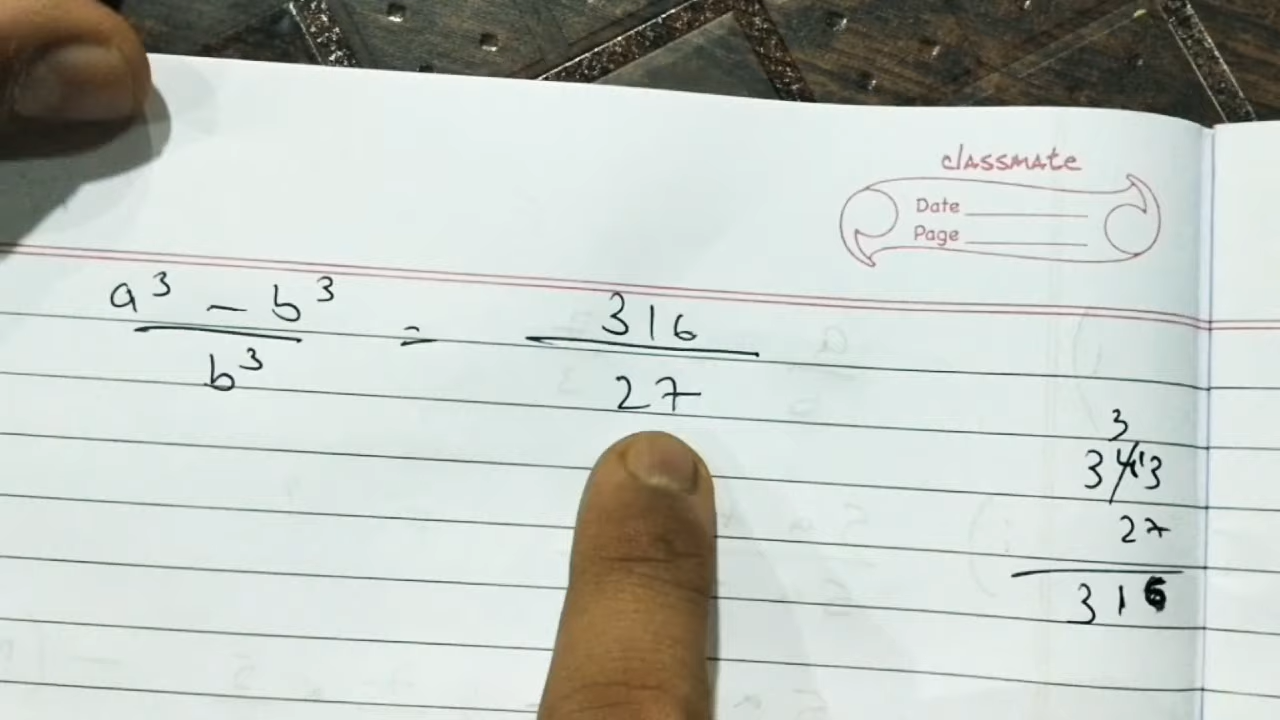 classmate
Date
Page
a³ - b³ = 316
b³ 27
3
343
27
316